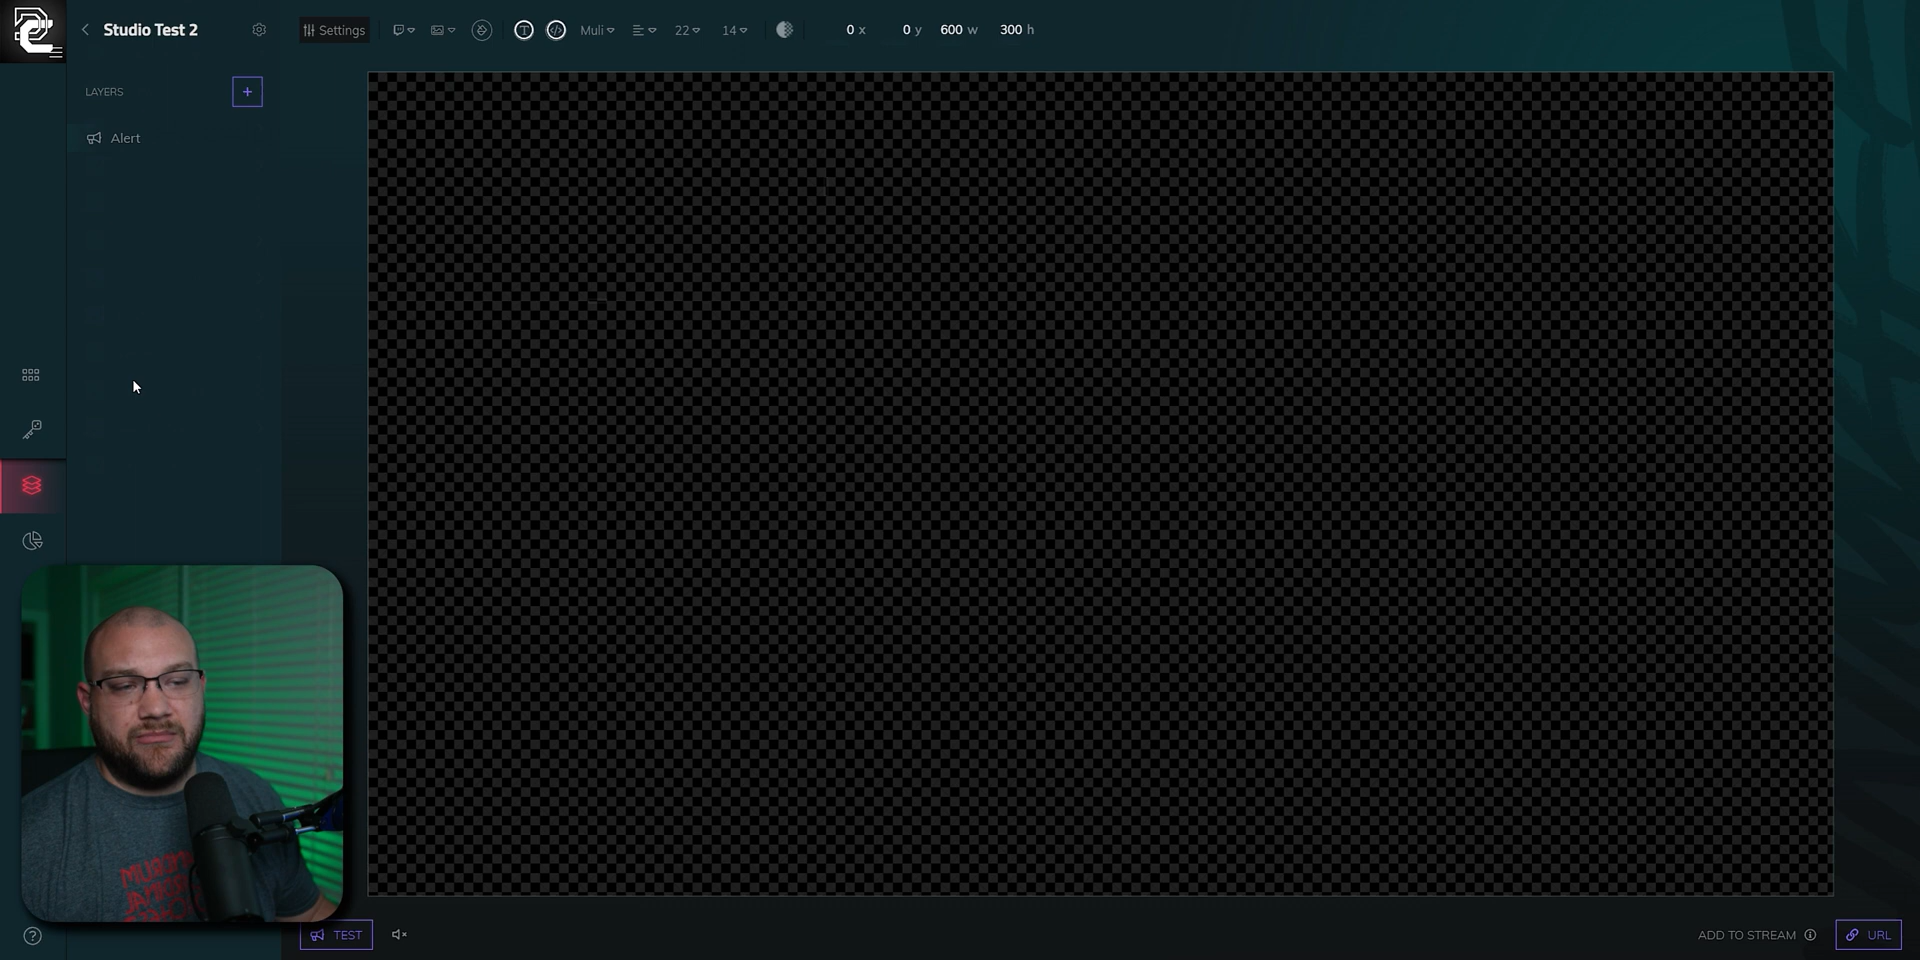 Studio Test 2
Settings
Muli
22
14
0 x
0 y
600 w
300 h
LAYERS
+
Alert
TEST
ADD TO STREAM
URL